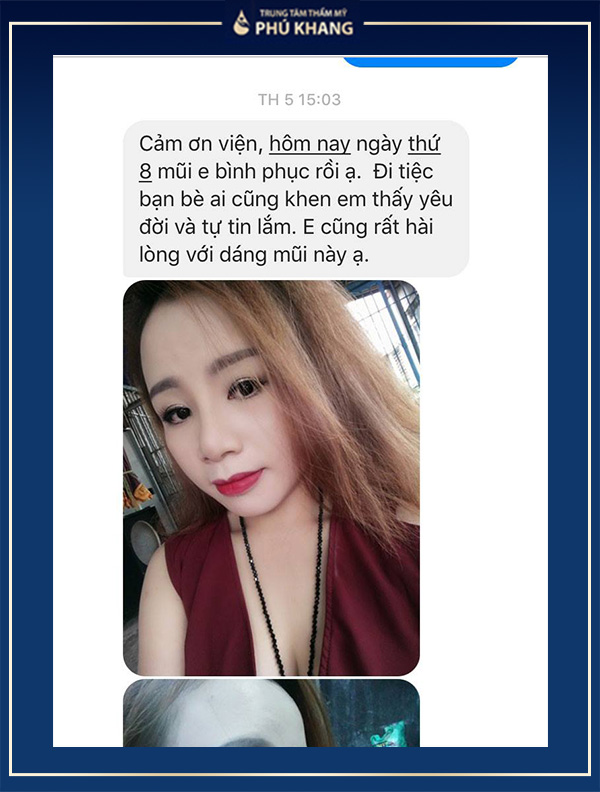 TRUNG TÂM THẨM MỸ
PHÚ KHANG
TH 5 15:03
Cảm ơn viện, hôm nay ngày thứ
8 mũi e bình phục rồi ạ. Đi tiệc
bạn bè ai cũng khen em thấy yêu
đời và tự tin lắm. E cũng rất hài
lòng với dáng mũi này ạ.